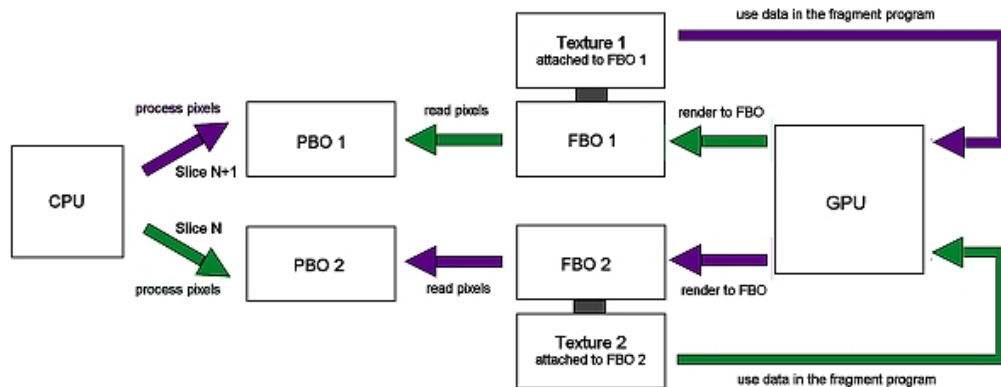 use data in the fragment program
Texture 1
attached to FBO 1
process pixels
read pixels
render to FBO
PBO 1
FBO 1
Slice N+1
CPU
GPU
Slice N
PBO 2
FBO 2
process pixels
read pixels
render to FBO
Texture 2
attached to FBO 2
use data in the fragment program